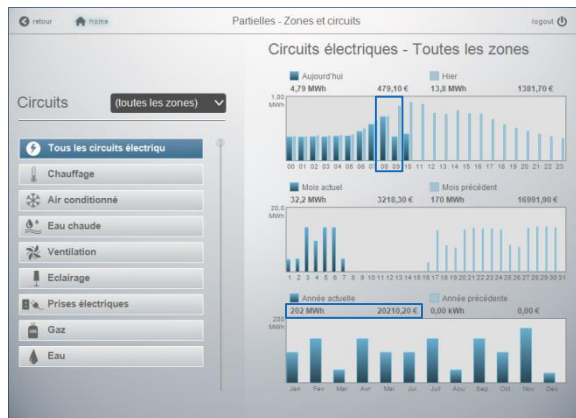 retour
home
Partielles - Zones et circuits
logout
Circuits électriques - Toutes les zones
Circuits
(toutes les zones)
Tous les circuits électriqu
Chauffage
Air conditionné
Eau chaude
Ventilation
Eclairage
Prises électriques
Gaz
Eau
Aujourd'hui
Hier
4,79 MWh 479,10 € 13,8 MWh 1381,70 €
1,00
MWh
00 01 02 03 04 05 06 07 08 09 10 11 12 13 14 15 16 17 18 19 20 21 22 23
Mois actuel
Mois précédent
32,2 MWh 3218,30 € 170 MWh 16991,90 €
20,0
MWh
1 2 3 4 5 6 7 8 9 10 11 12 13 14 15 16 17 18 19 20 21 22 23 24 25 26 27 28 29 30 31
Année actuelle
Année précédente
202 MWh 20210,20 € 0,00 kWh 0,00 €
200
MWh
Jan Fev Mar Avr Mai Jui Juil Aou Sep Oct Nov Dec